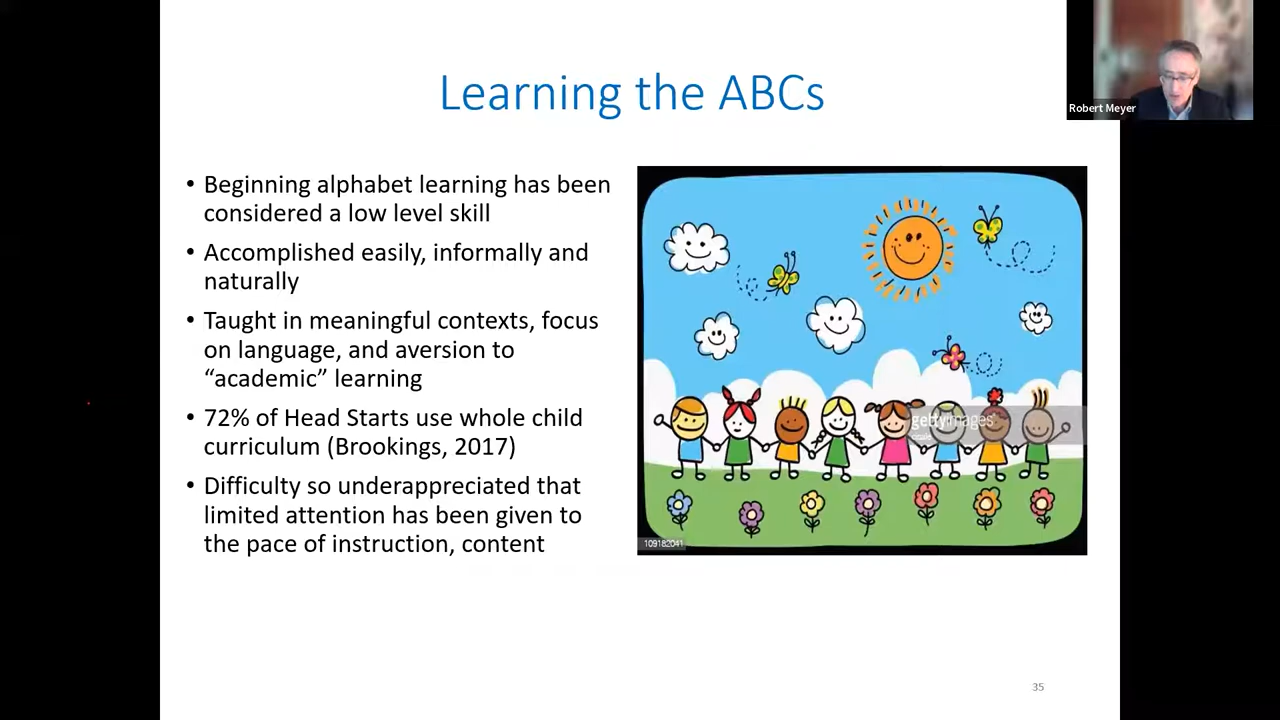 Learning the ABCs
Robert Meyer
• Beginning alphabet learning has been
considered a low level skill
• Accomplished easily, informally and
naturally
• Taught in meaningful contexts, focus
on language, and aversion to
“academic” learning
• 72% of Head Starts use whole child
curriculum (Brookings, 2017)
• Difficulty so underappreciated that
limited attention has been given to
the pace of instruction, content
gettyimages
109182041
35